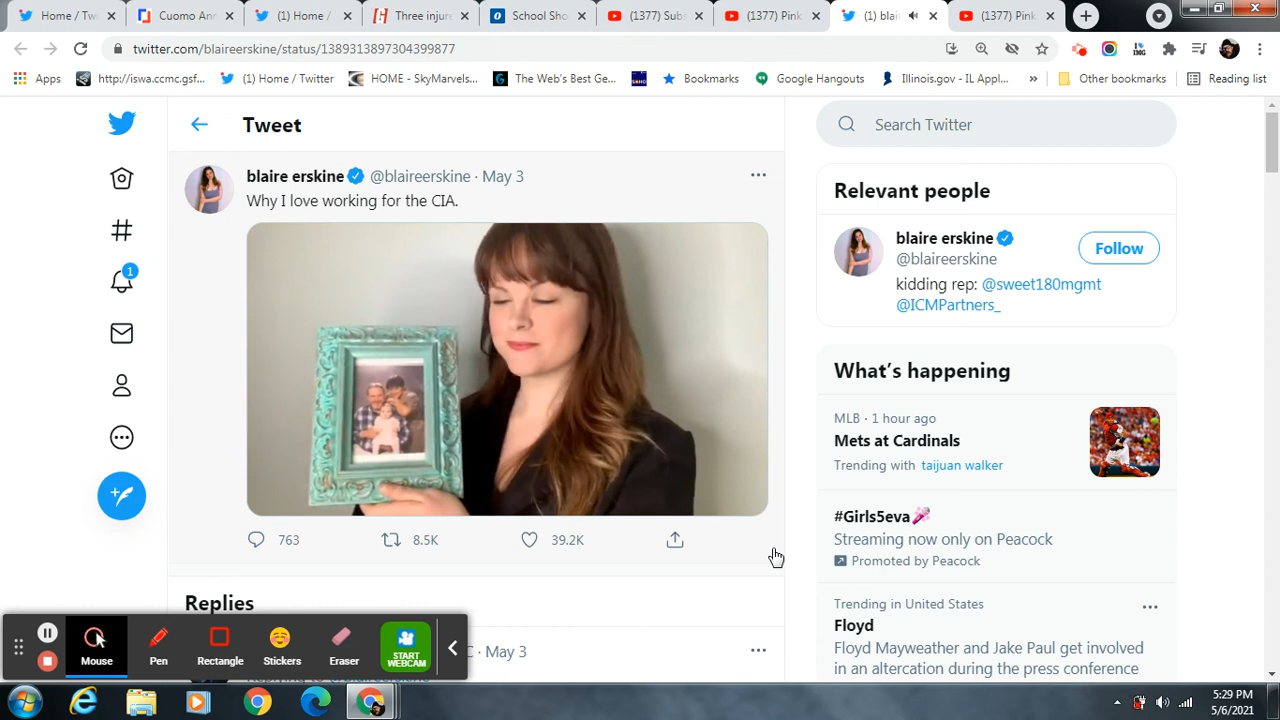 (1) Home / Twi
Cuomo Ann
(1) Home /
Three injure
School Sho
(1377) Subs
(1377) Pink
(1) blai
(1377) Pink
twitter.com/blaireerskine/status/1389313897304399877
Apps
http://iswa.ccmc.gsf...
(1) Home / Twitter
HOME - SkyMarvels...
The Web's Best Ge...
Bookmarks
Google Hangouts
Illinois.gov - IL Appl...
»
Other bookmarks
Reading list
Tweet
Search Twitter
blaire erskine @blaireerskine · May 3
Why I love working for the CIA.
763
8.5K
39.2K
Replies
C · May 3
Relevant people
blaire erskine
@blaireerskine
Follow
kidding rep: @sweet180mgmt
@ICMPartners_
What's happening
MLB · 1 hour ago
Mets at Cardinals
Trending with taijuan walker
#Girls5eva
Streaming now only on Peacock
Promoted by Peacock
Trending in United States
Floyd
Floyd Mayweather and Jake Paul get involved
in an altercation during the press conference
1
Mouse
Pen
Rectangle
Stickers
Eraser
START
WEBCAM
5:29 PM
5/6/2021